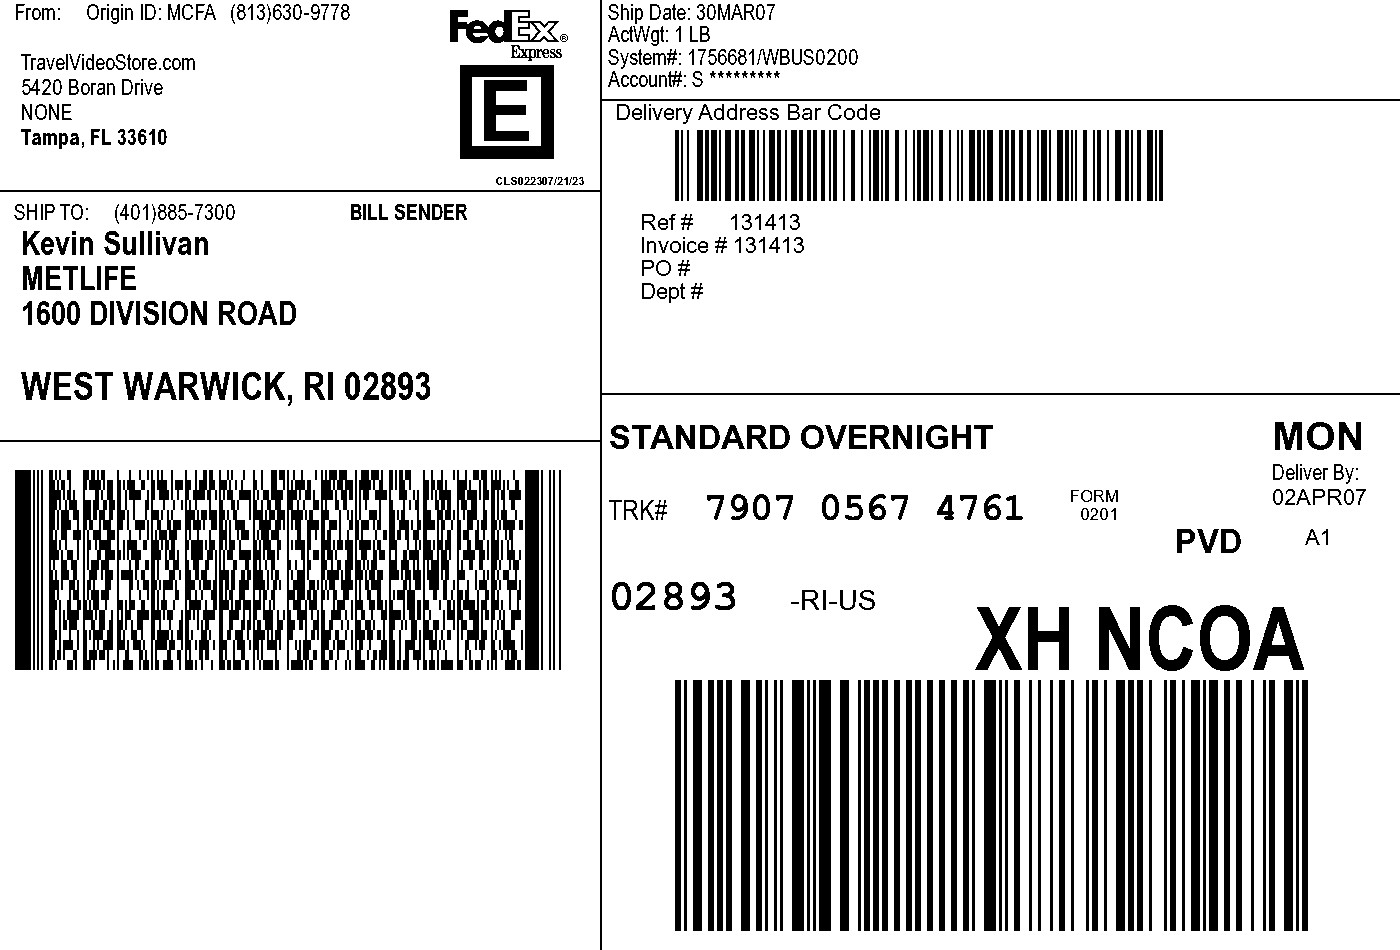 From: Origin ID: MCFA (813)630-9778
TravelVideoStore.com
5420 Boran Drive
NONE
Tampa, FL 33610
FedEx®
Express
E
CLS022307/21/23
Ship Date: 30MAR07
ActWgt: 1 LB
System#: 1756681/WBUS0200
Account#: S *********
Delivery Address Bar Code
Ref # 131413
Invoice # 131413
PO #
Dept #
SHIP TO: (401)885-7300 BILL SENDER
Kevin Sullivan
METLIFE
1600 DIVISION ROAD
WEST WARWICK, RI 02893
STANDARD OVERNIGHT
MON
Deliver By:
02APR07
TRK# 7907 0567 4761
FORM
0201
PVD A1
02893 -RI-US
XH NCOA